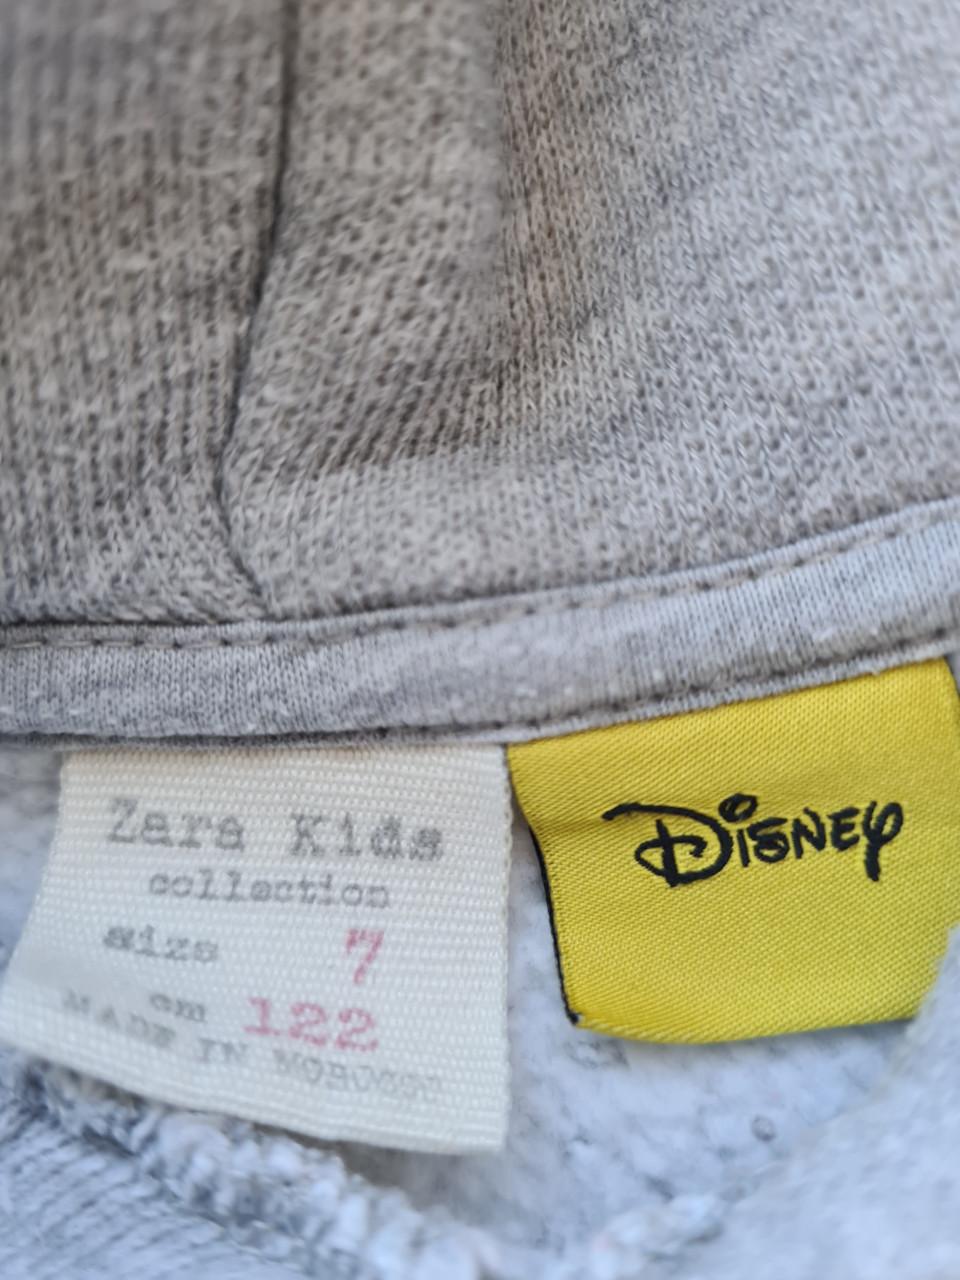 Zara Kids
collection
size 7
cm 122
MADE IN MOROCCO
DISNEY